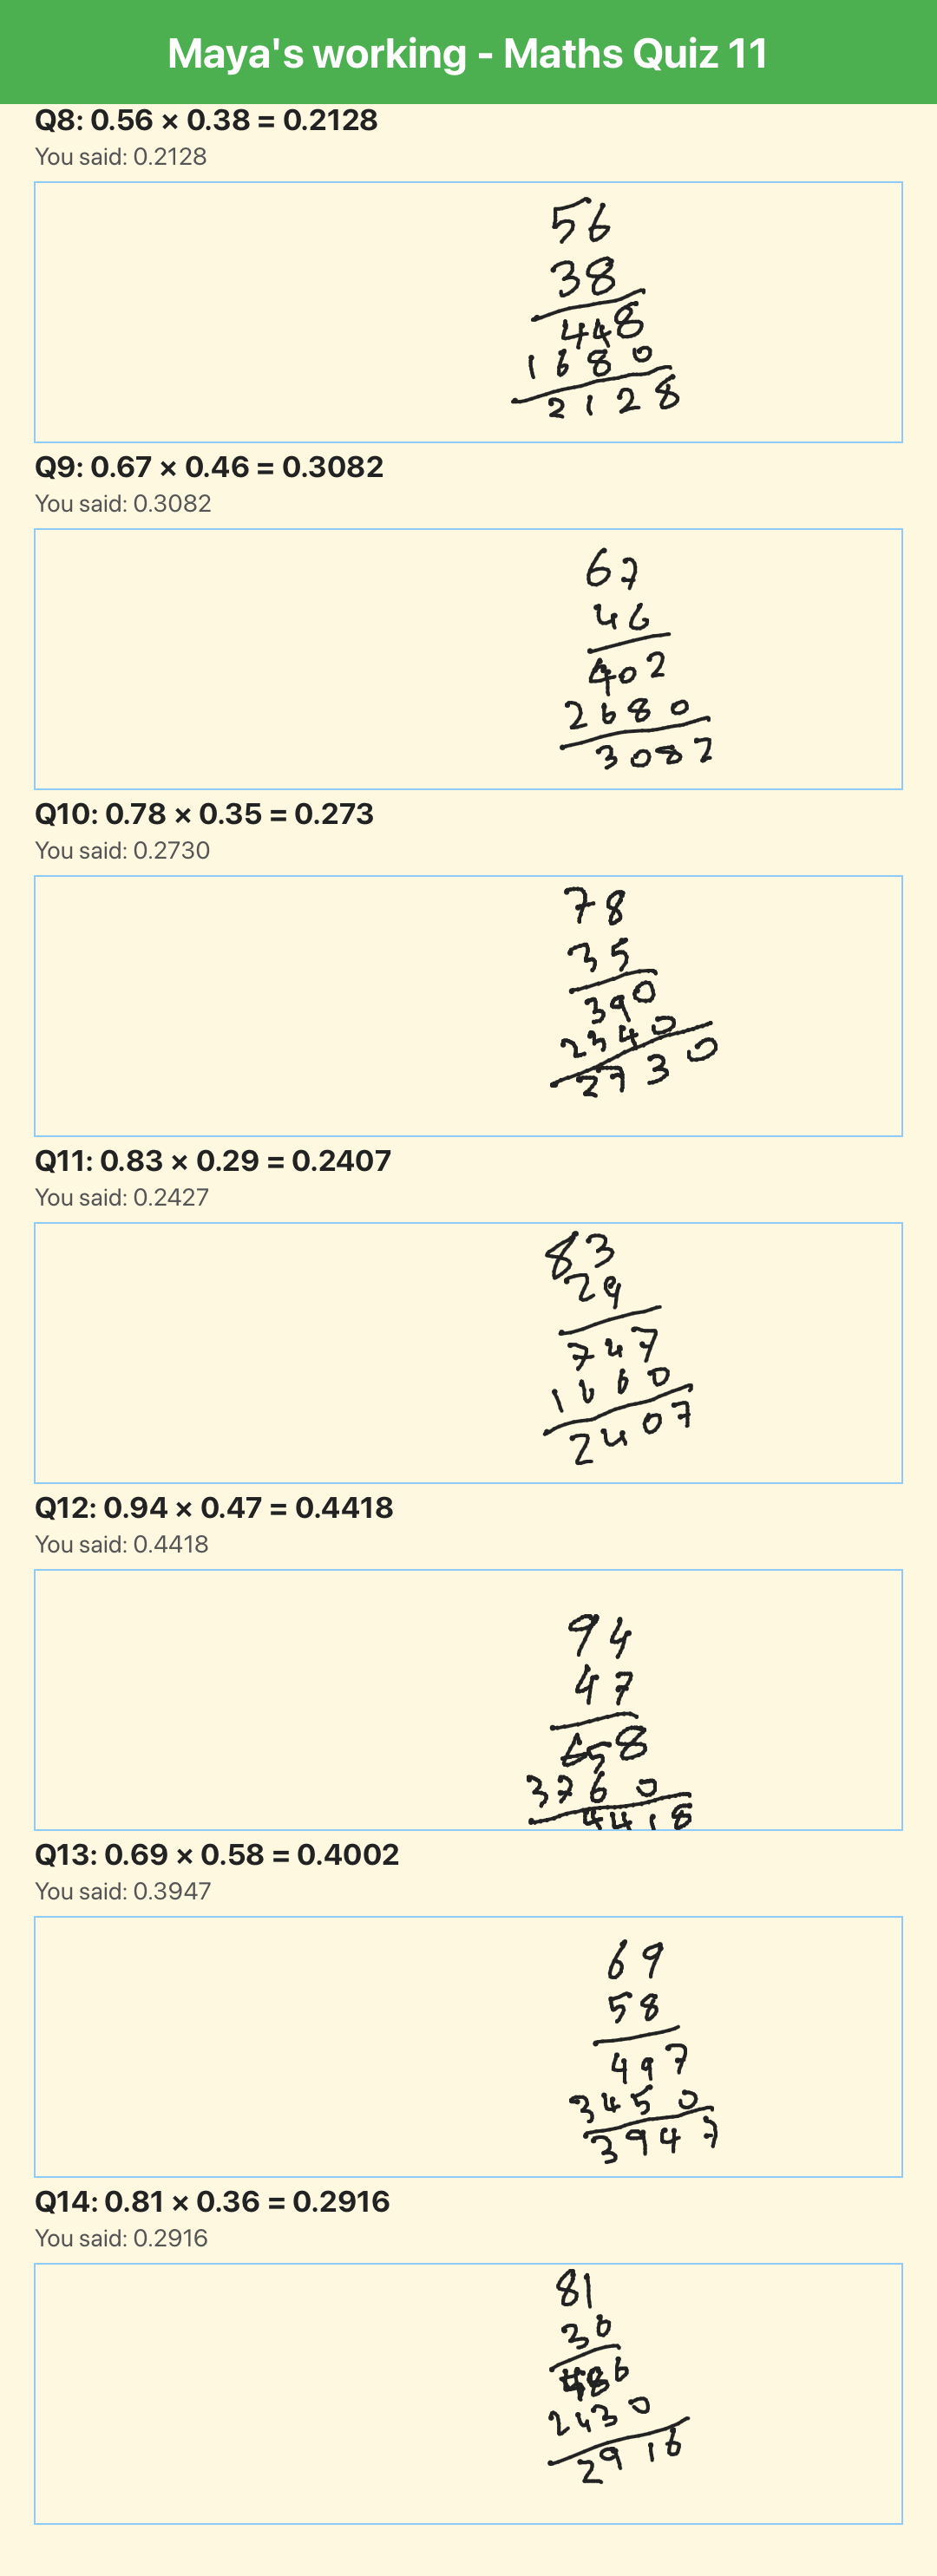 Maya's working - Maths Quiz 11
Q8: 0.56 × 0.38 = 0.2128
You said: 0.2128
56
38
448
1680
2128
Q9: 0.67 × 0.46 = 0.3082
You said: 0.3082
67
46
402
2680
3082
Q10: 0.78 × 0.35 = 0.273
You said: 0.2730
78
35
390
2340
2730
Q11: 0.83 × 0.29 = 0.2407
You said: 0.2427
83
29
747
1660
2407
Q12: 0.94 × 0.47 = 0.4418
You said: 0.4418
94
47
658
3760
4418
Q13: 0.69 × 0.58 = 0.4002
You said: 0.3947
69
58
497
3450
3947
Q14: 0.81 × 0.36 = 0.2916
You said: 0.2916
81
36
486
2430
2916